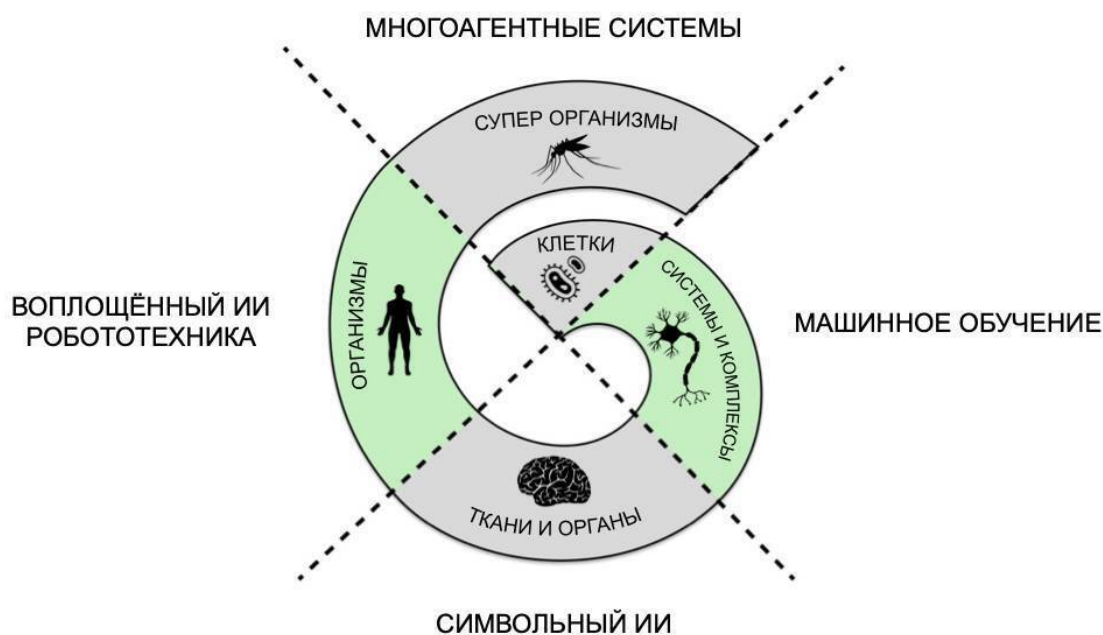 МНОГОАГЕНТНЫЕ СИСТЕМЫ
СУПЕР ОРГАНИЗМЫ
КЛЕТКИ
СИСТЕМЫ И КОМПЛЕКСЫ
ОРГАНИЗМЫ
ВОПЛОЩЁННЫЙ ИИ
РОБОТОТЕХНИКА
МАШИННОЕ ОБУЧЕНИЕ
ТКАНИ И ОРГАНЫ
СИМВОЛЬНЫЙ ИИ